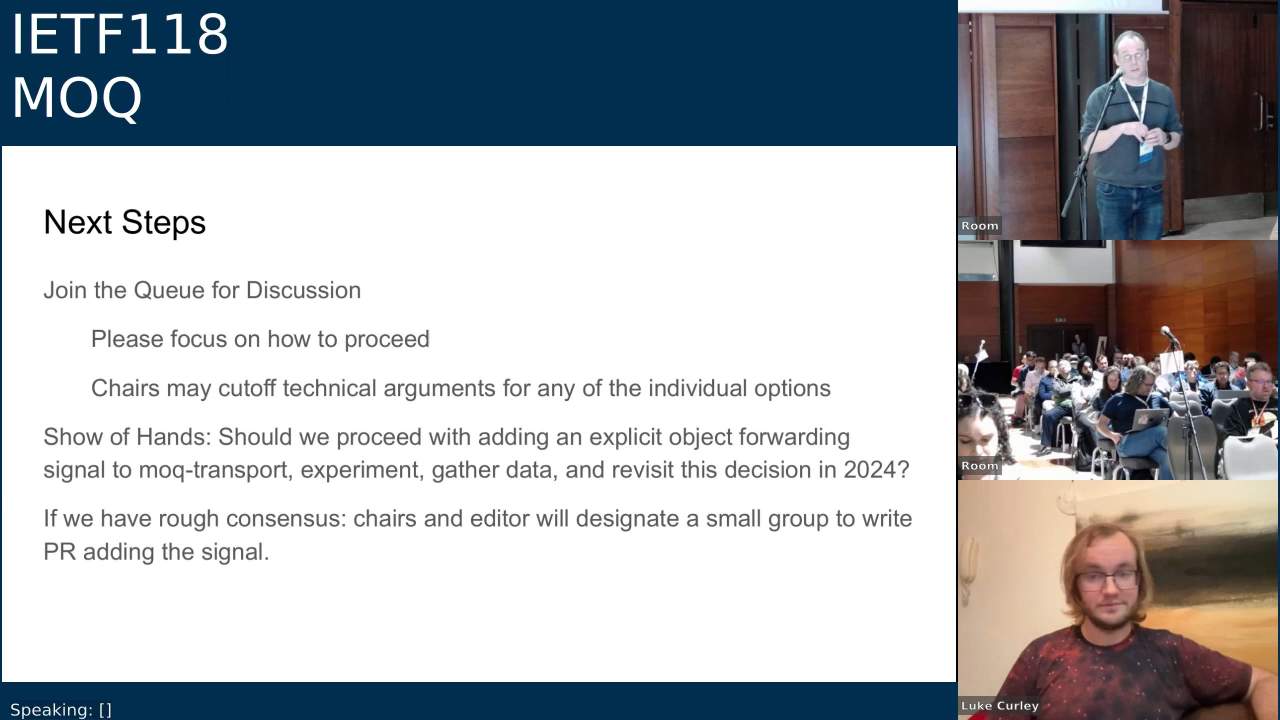 IETF118
MOQ
Next Steps
Join the Queue for Discussion
Please focus on how to proceed
Chairs may cutoff technical arguments for any of the individual options
Show of Hands: Should we proceed with adding an explicit object forwarding
signal to moq-transport, experiment, gather data, and revisit this decision in 2024?
If we have rough consensus: chairs and editor will designate a small group to write
PR adding the signal.
Speaking: []
Room
Room
Luke Curley